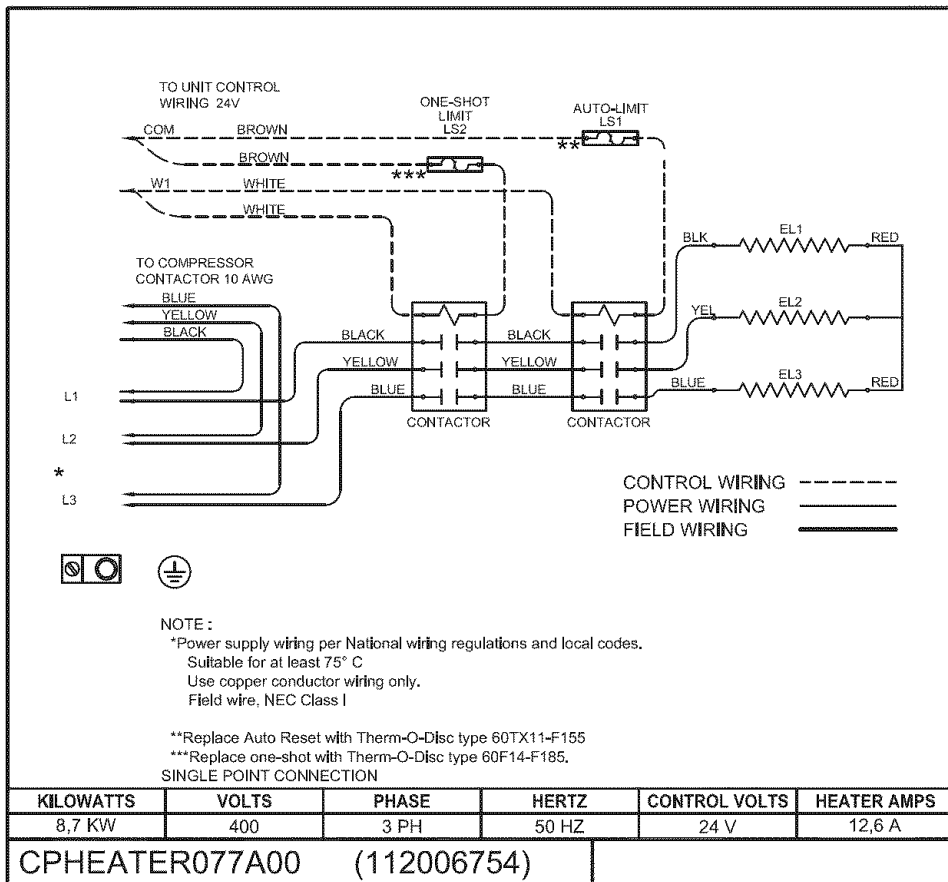 TO UNIT CONTROL
WIRING 24V
ONE-SHOT
LIMIT
LS2
AUTO-LIMIT
LS1
COM
BROWN
**
BROWN
***
W1
WHITE
WHITE
EL1
BLK
RED
TO COMPRESSOR
CONTACTOR 10 AWG
BLUE
YELLOW
BLACK
EL2
YEL
BLACK
BLACK
YELLOW
YELLOW
EL3
BLUE
BLUE
BLUE
RED
L1
CONTACTOR
CONTACTOR
L2
*
L3
CONTROL WIRING
POWER WIRING
FIELD WIRING
NOTE :
*Power supply wiring per National wiring regulations and local codes.
Suitable for at least 75° C
Use copper conductor wiring only.
Field wire, NEC Class I
**Replace Auto Reset with Therm-O-Disc type 60TX11-F155
***Replace one-shot with Therm-O-Disc type 60F14-F185.
SINGLE POINT CONNECTION
KILOWATTS VOLTS PHASE HERTZ CONTROL VOLTS HEATER AMPS
8,7 KW 400 3 PH 50 HZ 24 V 12,6 A
CPHEATER077A00 (112006754)